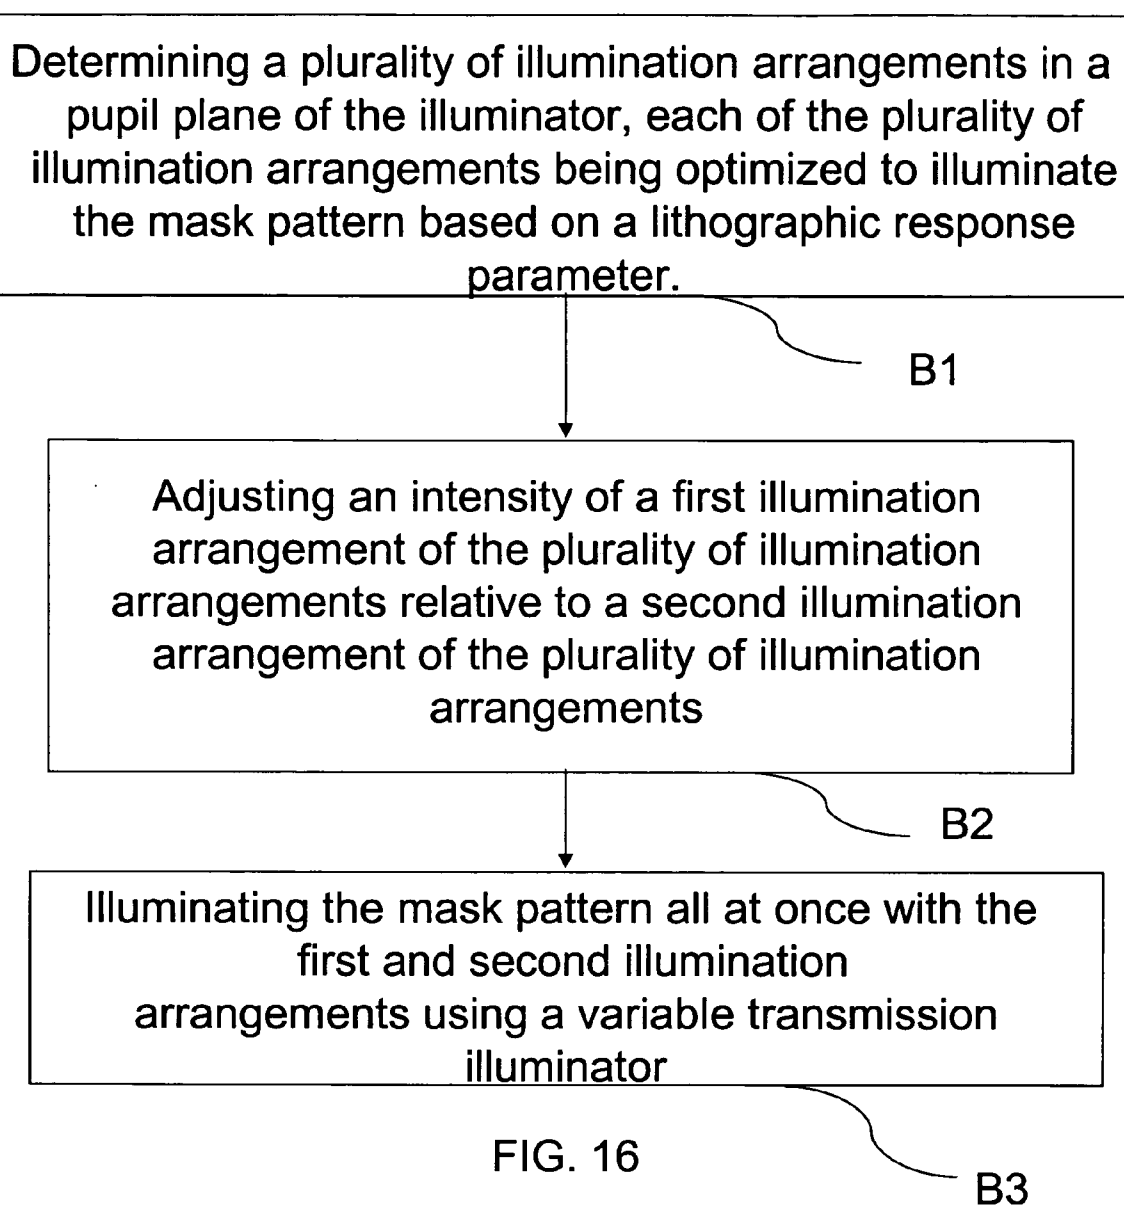 Determining a plurality of illumination arrangements in a
pupil plane of the illuminator, each of the plurality of
illumination arrangements being optimized to illuminate
the mask pattern based on a lithographic response
parameter.
B1
Adjusting an intensity of a first illumination
arrangement of the plurality of illumination
arrangements relative to a second illumination
arrangement of the plurality of illumination
arrangements
B2
Illuminating the mask pattern all at once with the
first and second illumination
arrangements using a variable transmission
illuminator
B3
FIG. 16